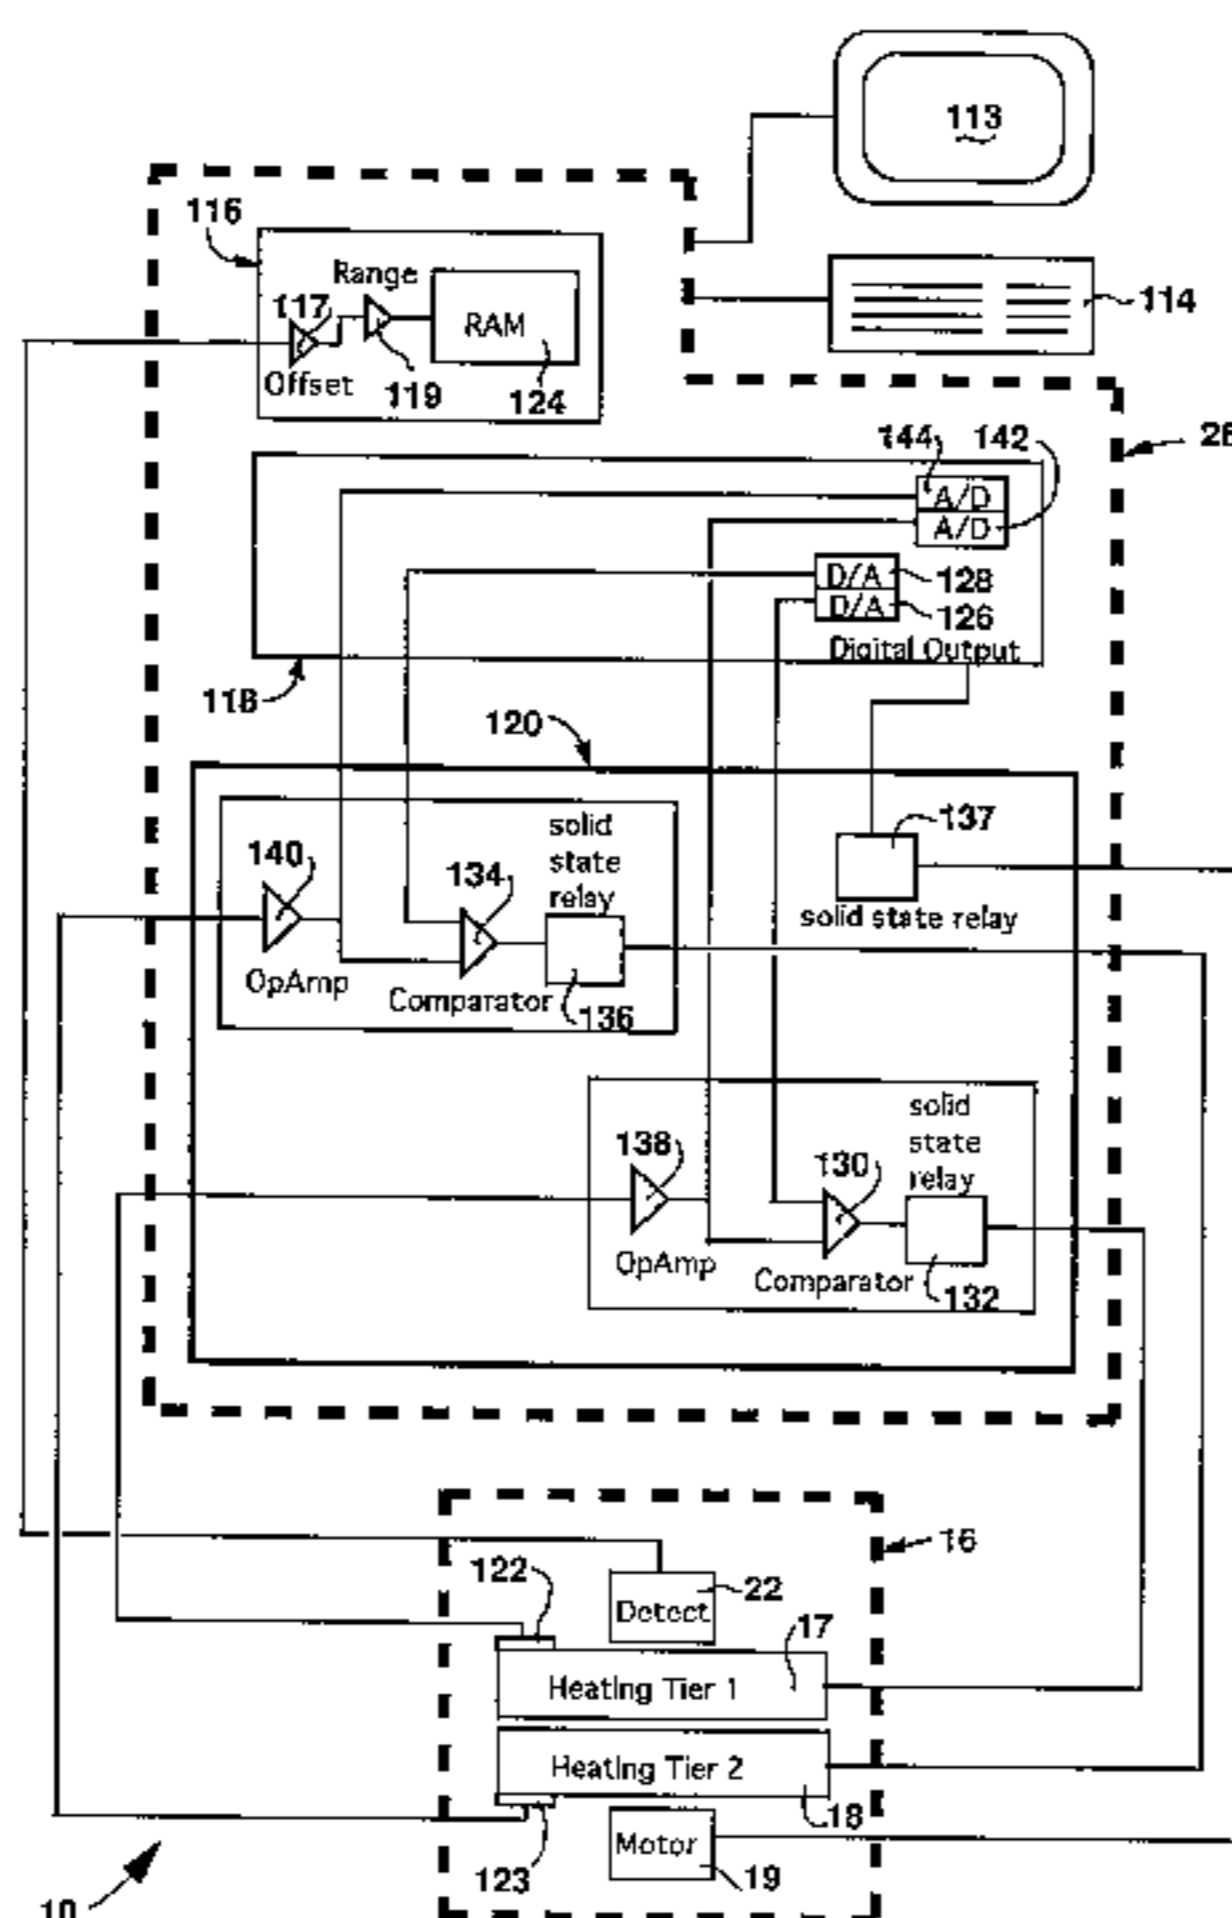 113
116
Range
117
RAM
114
Offset
119
124
144
142
A/D
A/D
D/A
128
D/A
126
Digital Output
118
120
solid
state
relay
137
140
134
solid state relay
OpAmp
Comparator
136
solid
state
relay
138
130
OpAmp
Comparator
132
16
122
22
Detect
17
Heating Tier 1
Heating Tier 2
18
Motor
123
19
10